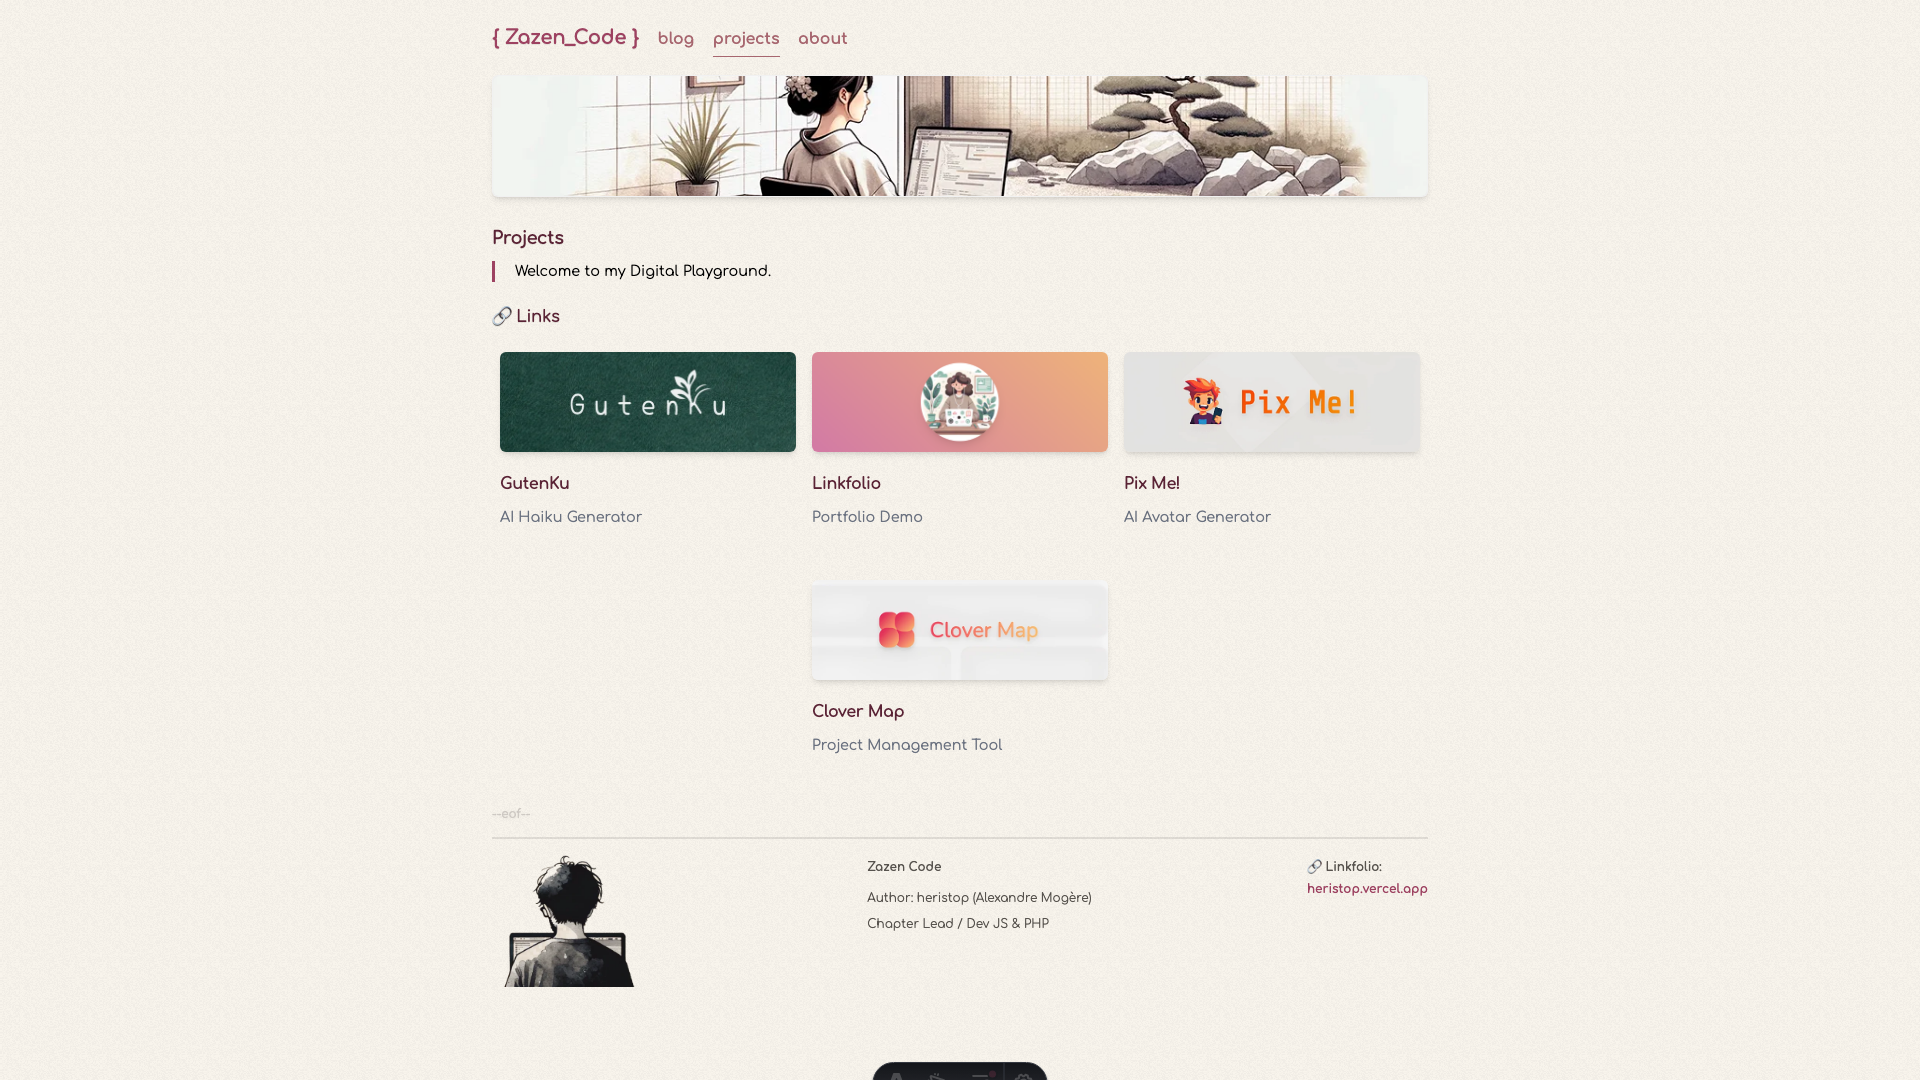 { Zazen_Code }
blog
projects
about
Projects
Welcome to my Digital Playground.
🔗 Links
GutenKu
GutenKu
AI Haiku Generator
Linkfolio
Portfolio Demo
Pix Me!
Pix Me!
AI Avatar Generator
Clover Map
Clover Map
Project Management Tool
--eof--
Zazen Code
Author: heristop (Alexandre Mogère)
Chapter Lead / Dev JS & PHP
🔗 Linkfolio:
heristop.vercel.app